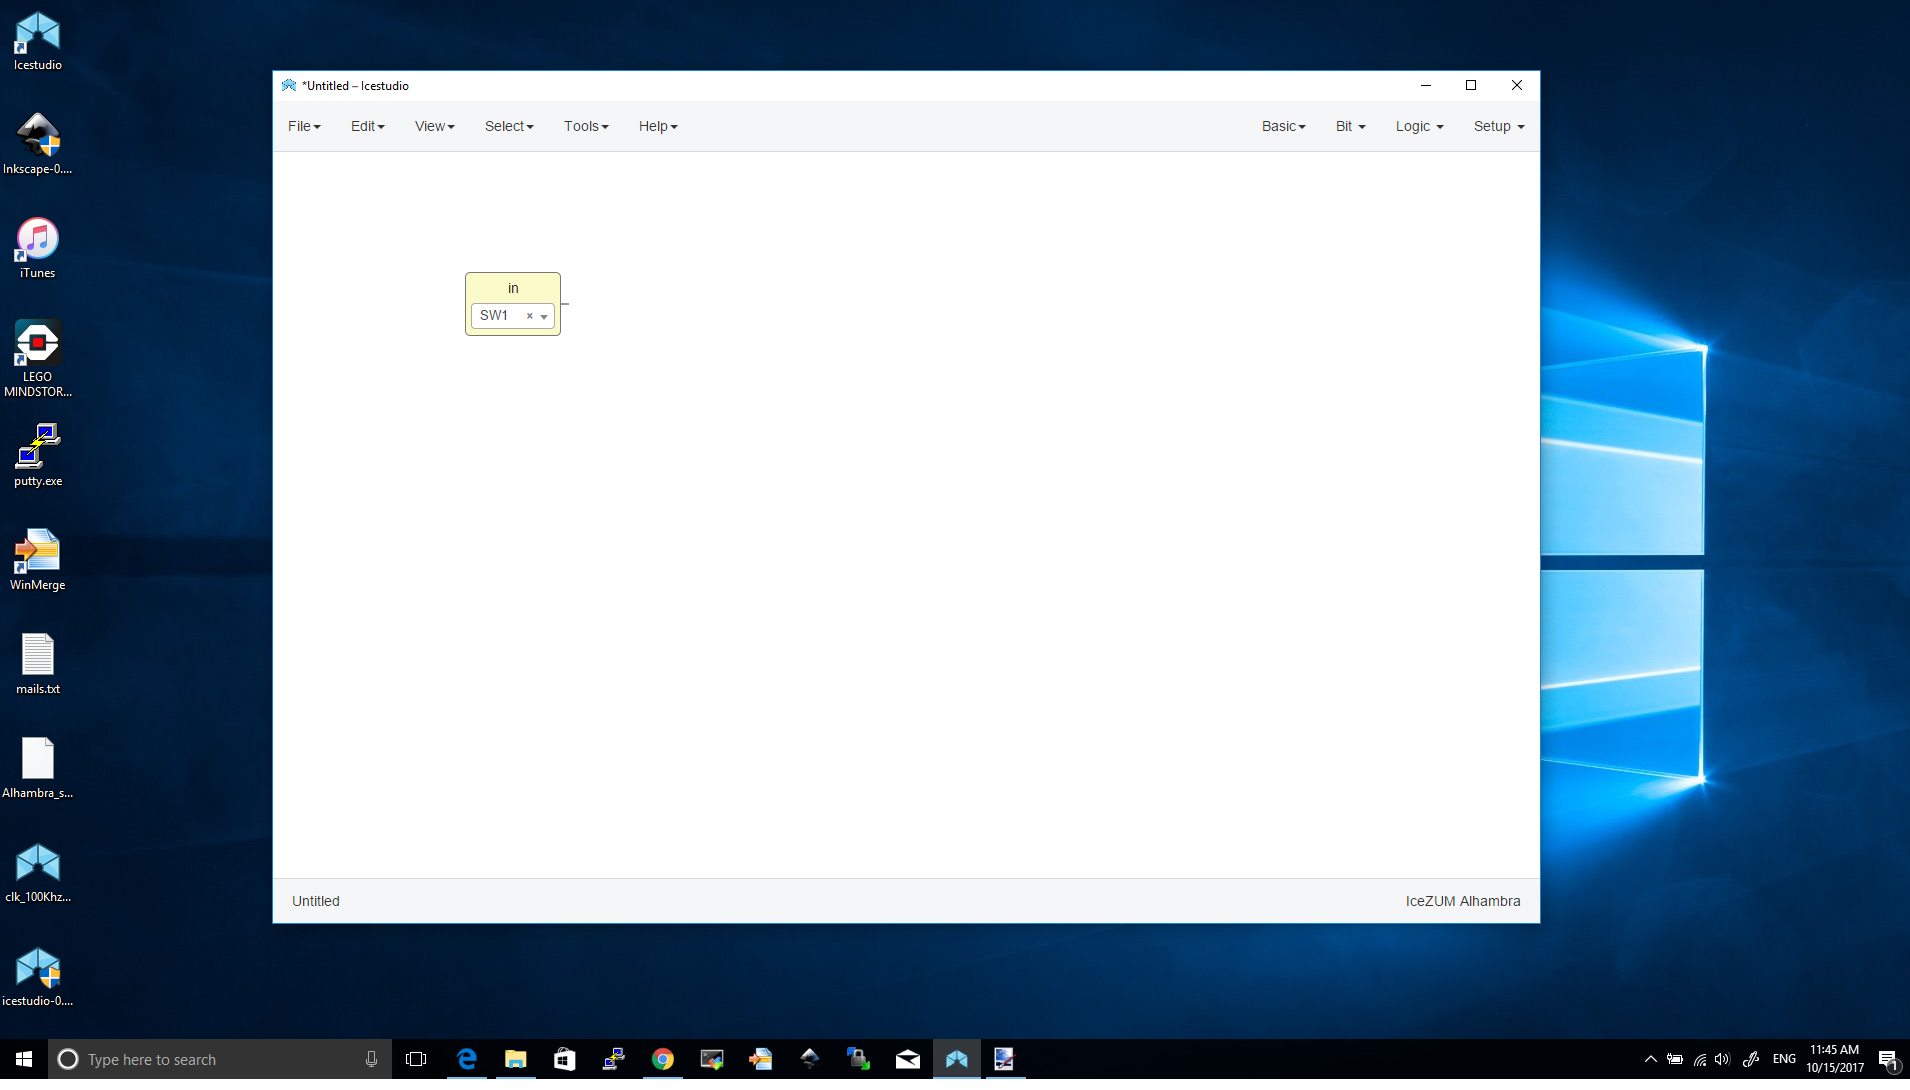 Icestudio
Inkscape-0....
iTunes
LEGO
MINDSTOR...
putty.exe
WinMerge
mails.txt
Alhambra_s...
clk_100Khz...
icestudio-0....
*Untitled – Icestudio
File Edit View Select Tools Help Basic Bit Logic Setup
in
SW1 ×
Untitled IceZUM Alhambra
Type here to search
ENG
11:45 AM
10/15/2017
1